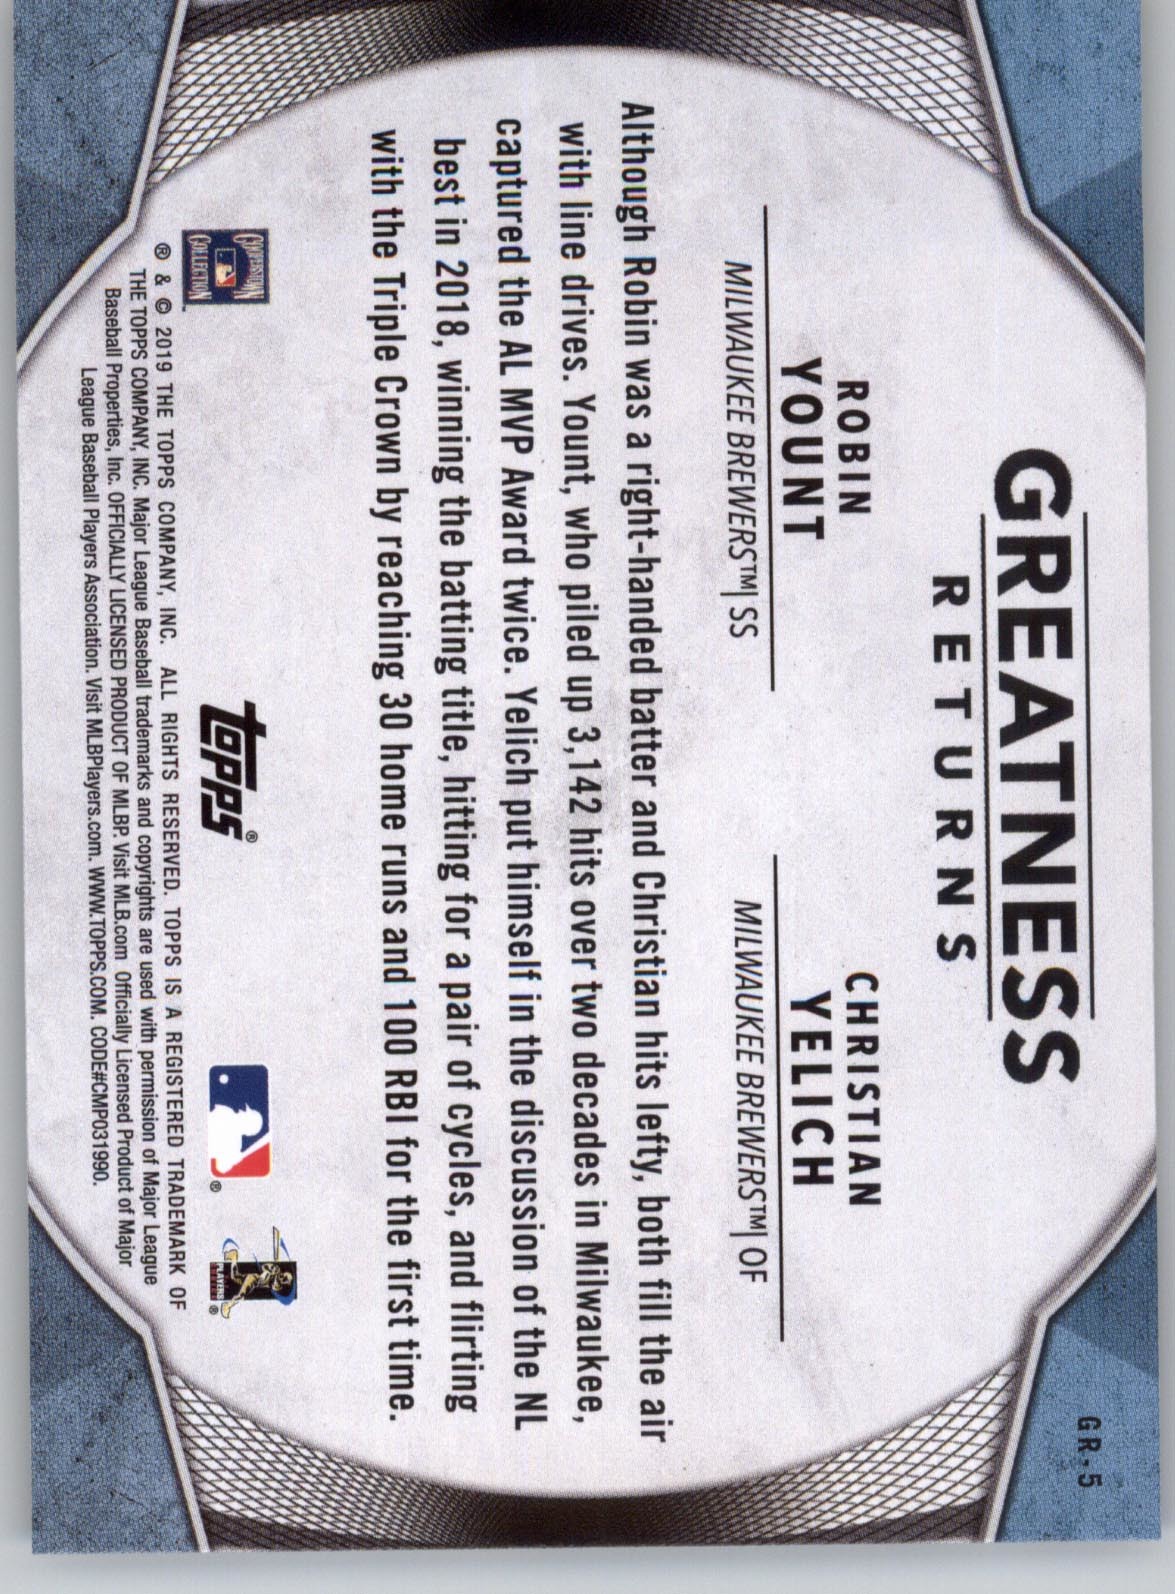 GR-5
GREATNESS
RETURNS
ROBIN
YOUNT
MILWAUKEE BREWERS™| SS
CHRISTIAN
YELICH
MILWAUKEE BREWERS™| OF
Although Robin was a right-handed batter and Christian hits lefty, both fill the air
with line drives. Yount, who piled up 3,142 hits over two decades in Milwaukee,
captured the AL MVP Award twice. Yelich put himself in the discussion of the NL
best in 2018, winning the batting title, hitting for a pair of cycles, and flirting
with the Triple Crown by reaching 30 home runs and 100 RBI for the first time.
COOPERSTOWN
COLLECTION
topps®
® & © 2019 THE TOPPS COMPANY, INC. ALL RIGHTS RESERVED. TOPPS IS A REGISTERED TRADEMARK OF
THE TOPPS COMPANY, INC. Major League Baseball trademarks and copyrights are used with permission of Major League
Baseball Properties, Inc. OFFICIALLY LICENSED PRODUCT OF MLBP. Visit MLB.com Officially Licensed Product of Major
League Baseball Players Association. Visit MLBPlayers.com. WWW.TOPPS.COM. CODE#CMP031990.